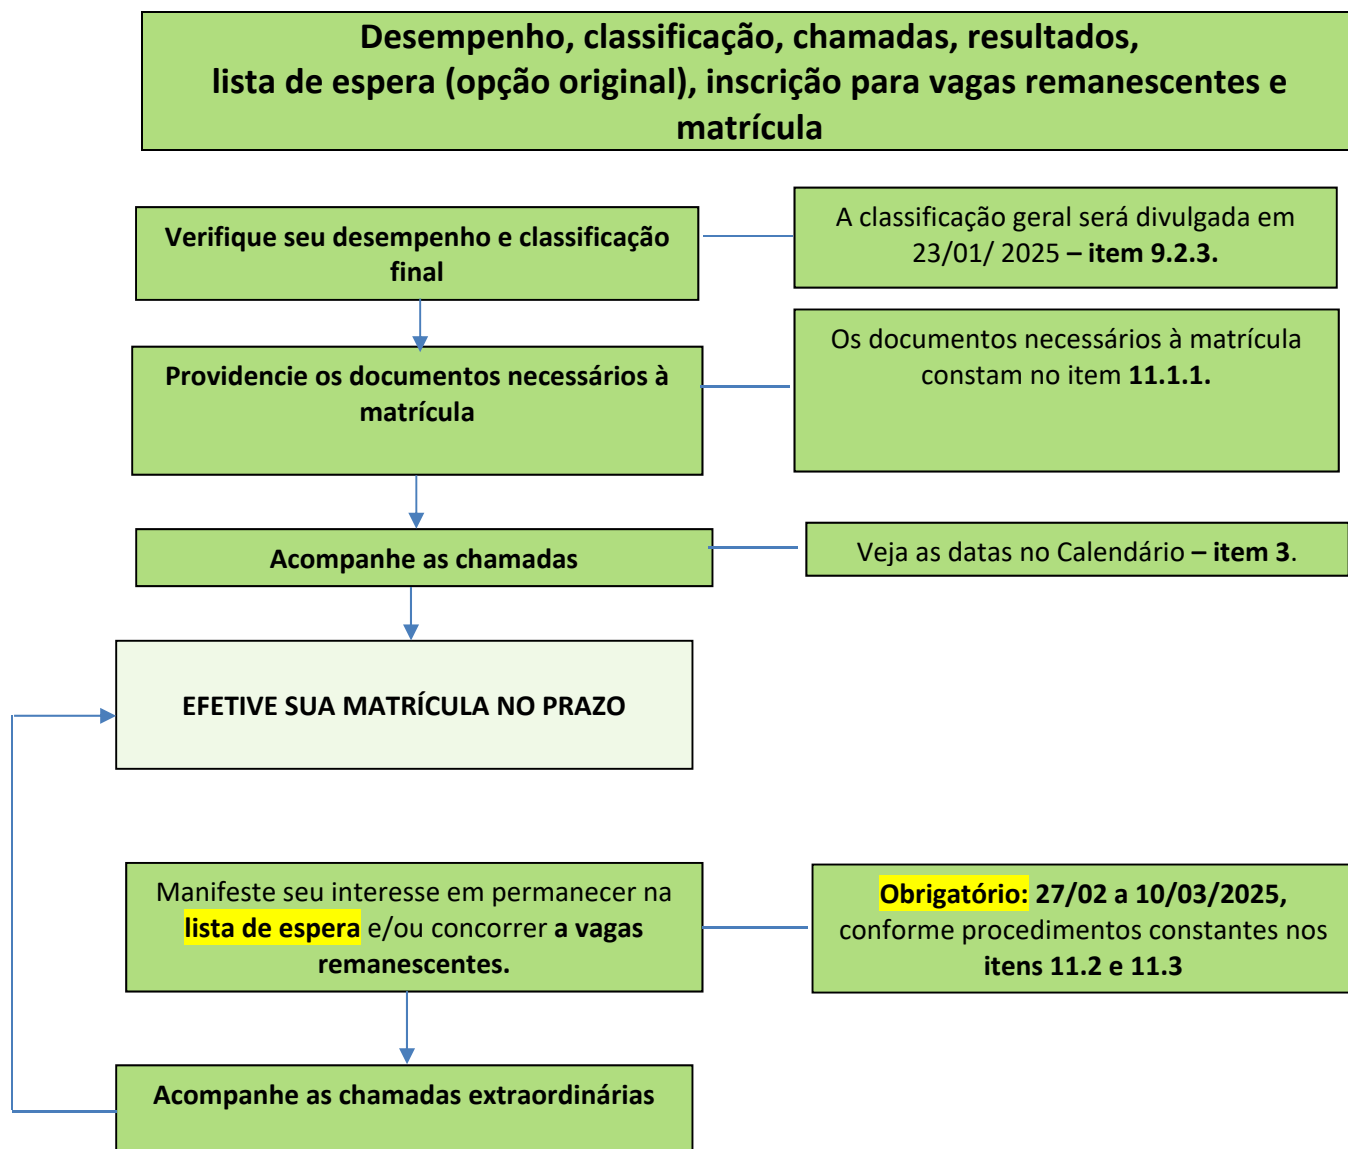 Desempenho, classificação, chamadas, resultados,
lista de espera (opção original), inscrição para vagas remanescentes e
matrícula
Verifique seu desempenho e classificação
final
A classificação geral será divulgada em
23/01/ 2025 – item 9.2.3.
Providencie os documentos necessários à
matrícula
Os documentos necessários à matrícula
constam no item 11.1.1.
Acompanhe as chamadas
Veja as datas no Calendário – item 3.
EFETIVE SUA MATRÍCULA NO PRAZO
Manifeste seu interesse em permanecer na
lista de espera e/ou concorrer a vagas
remanescentes.
Obrigatório: 27/02 a 10/03/2025,
conforme procedimentos constantes nos
itens 11.2 e 11.3
Acompanhe as chamadas extraordinárias